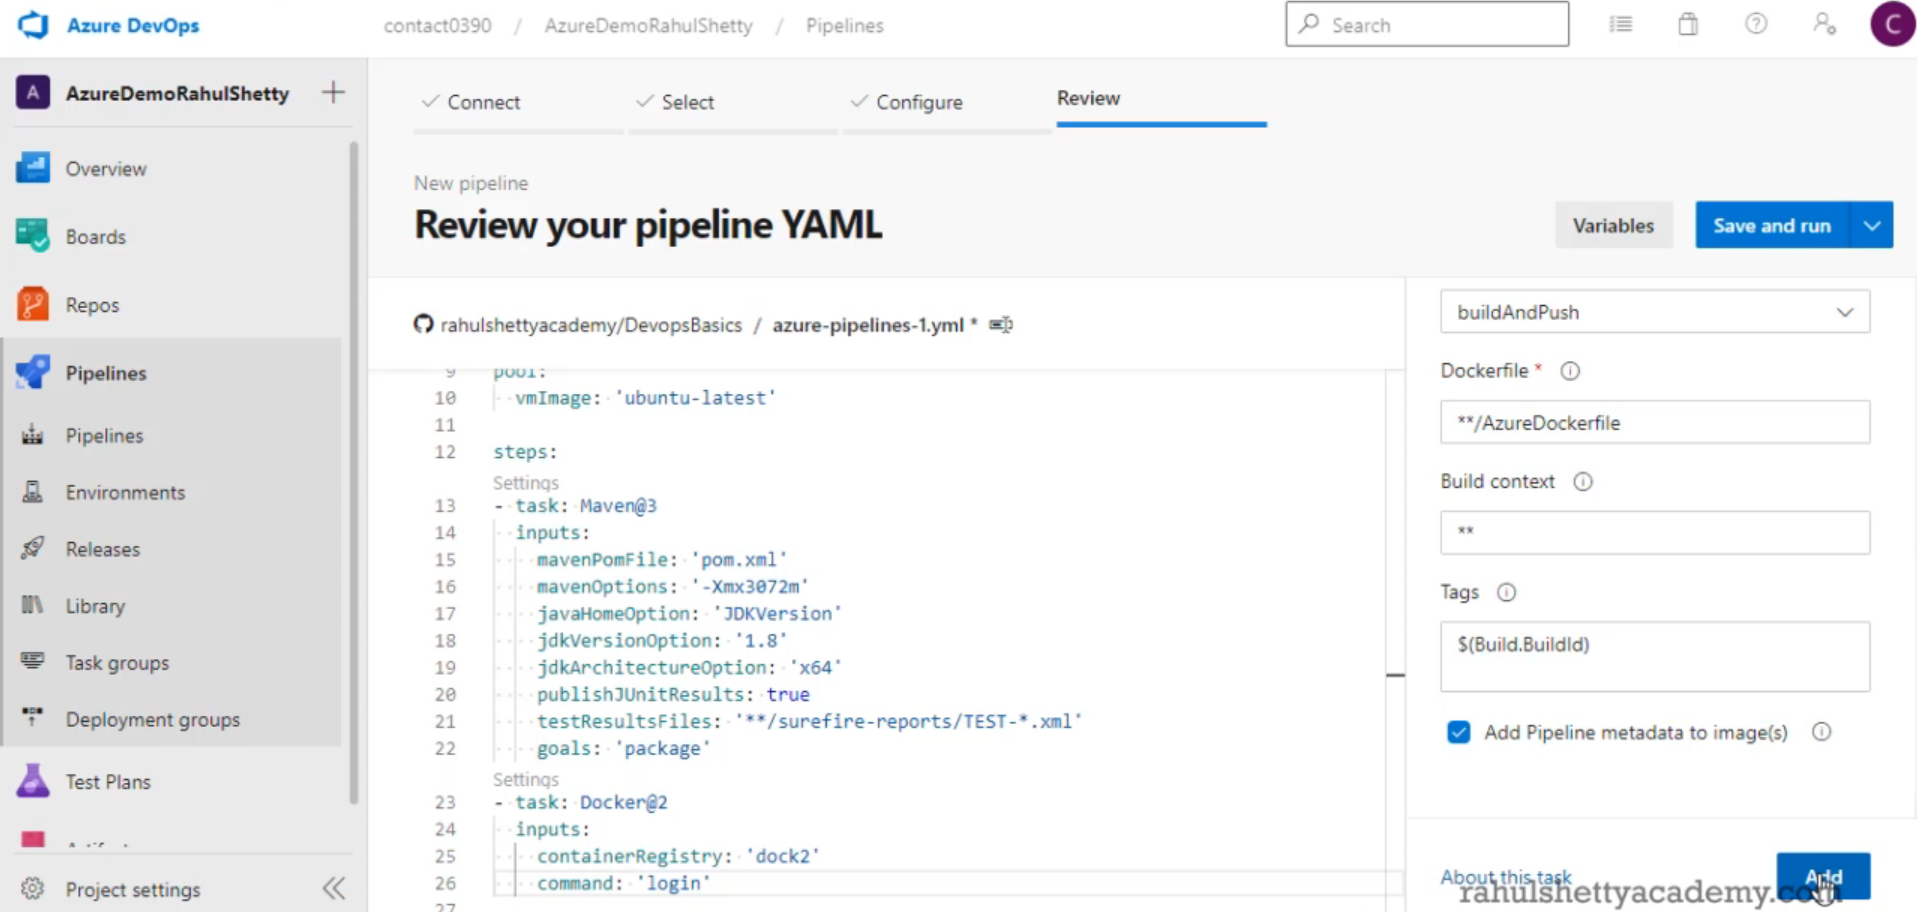 Azure DevOps
contact0390 / AzureDemoRahulShetty / Pipelines
Search
C
A AzureDemoRahulShetty
Overview
Boards
Repos
Pipelines
Pipelines
Environments
Releases
Library
Task groups
Deployment groups
Test Plans
Project settings
Connect
Select
Configure
Review
New pipeline
Review your pipeline YAML
Variables
Save and run
rahulshettyacademy/DevopsBasics / azure-pipelines-1.yml *
9 pool:
10 vmImage: 'ubuntu-latest'
11
12 steps:
Settings
13 - task: Maven@3
14 inputs:
15 mavenPomFile: 'pom.xml'
16 mavenOptions: '-Xmx3072m'
17 javaHomeOption: 'JDKVersion'
18 jdkVersionOption: '1.8'
19 jdkArchitectureOption: 'x64'
20 publishJUnitResults: true
21 testResultsFiles: '**/surefire-reports/TEST-*.xml'
22 goals: 'package'
Settings
23 - task: Docker@2
24 inputs:
25 containerRegistry: 'dock2'
26 command: 'login'
27
buildAndPush
Dockerfile *
**/AzureDockerfile
Build context
**
Tags
$(Build.BuildId)
Add Pipeline metadata to image(s)
About this task
Add
rahulshettyacademy.com